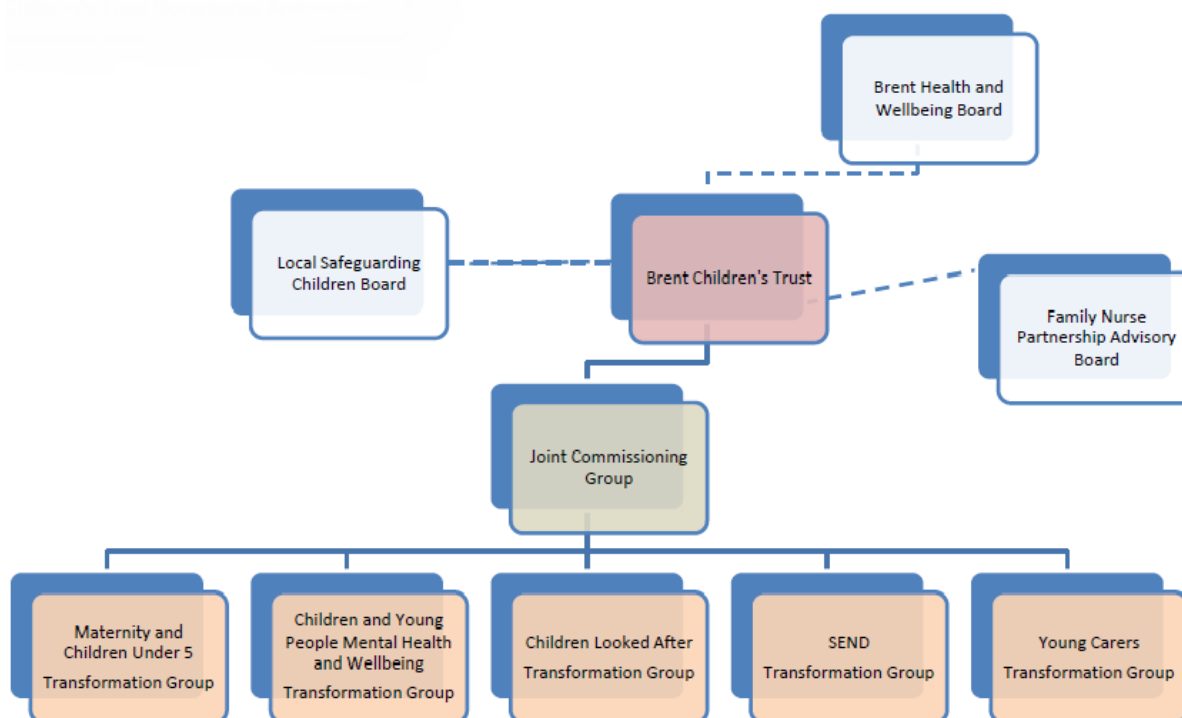 Brent Health and
Wellbeing Board
Local Safeguarding
Children Board
Brent Children's Trust
Family Nurse
Partnership Advisory
Board
Joint Commissioning
Group
Maternity and
Children Under 5
Transformation Group
Children and Young
People Mental Health
and Wellbeing
Transformation Group
Children Looked After
Transformation Group
SEND
Transformation Group
Young Carers
Transformation Group